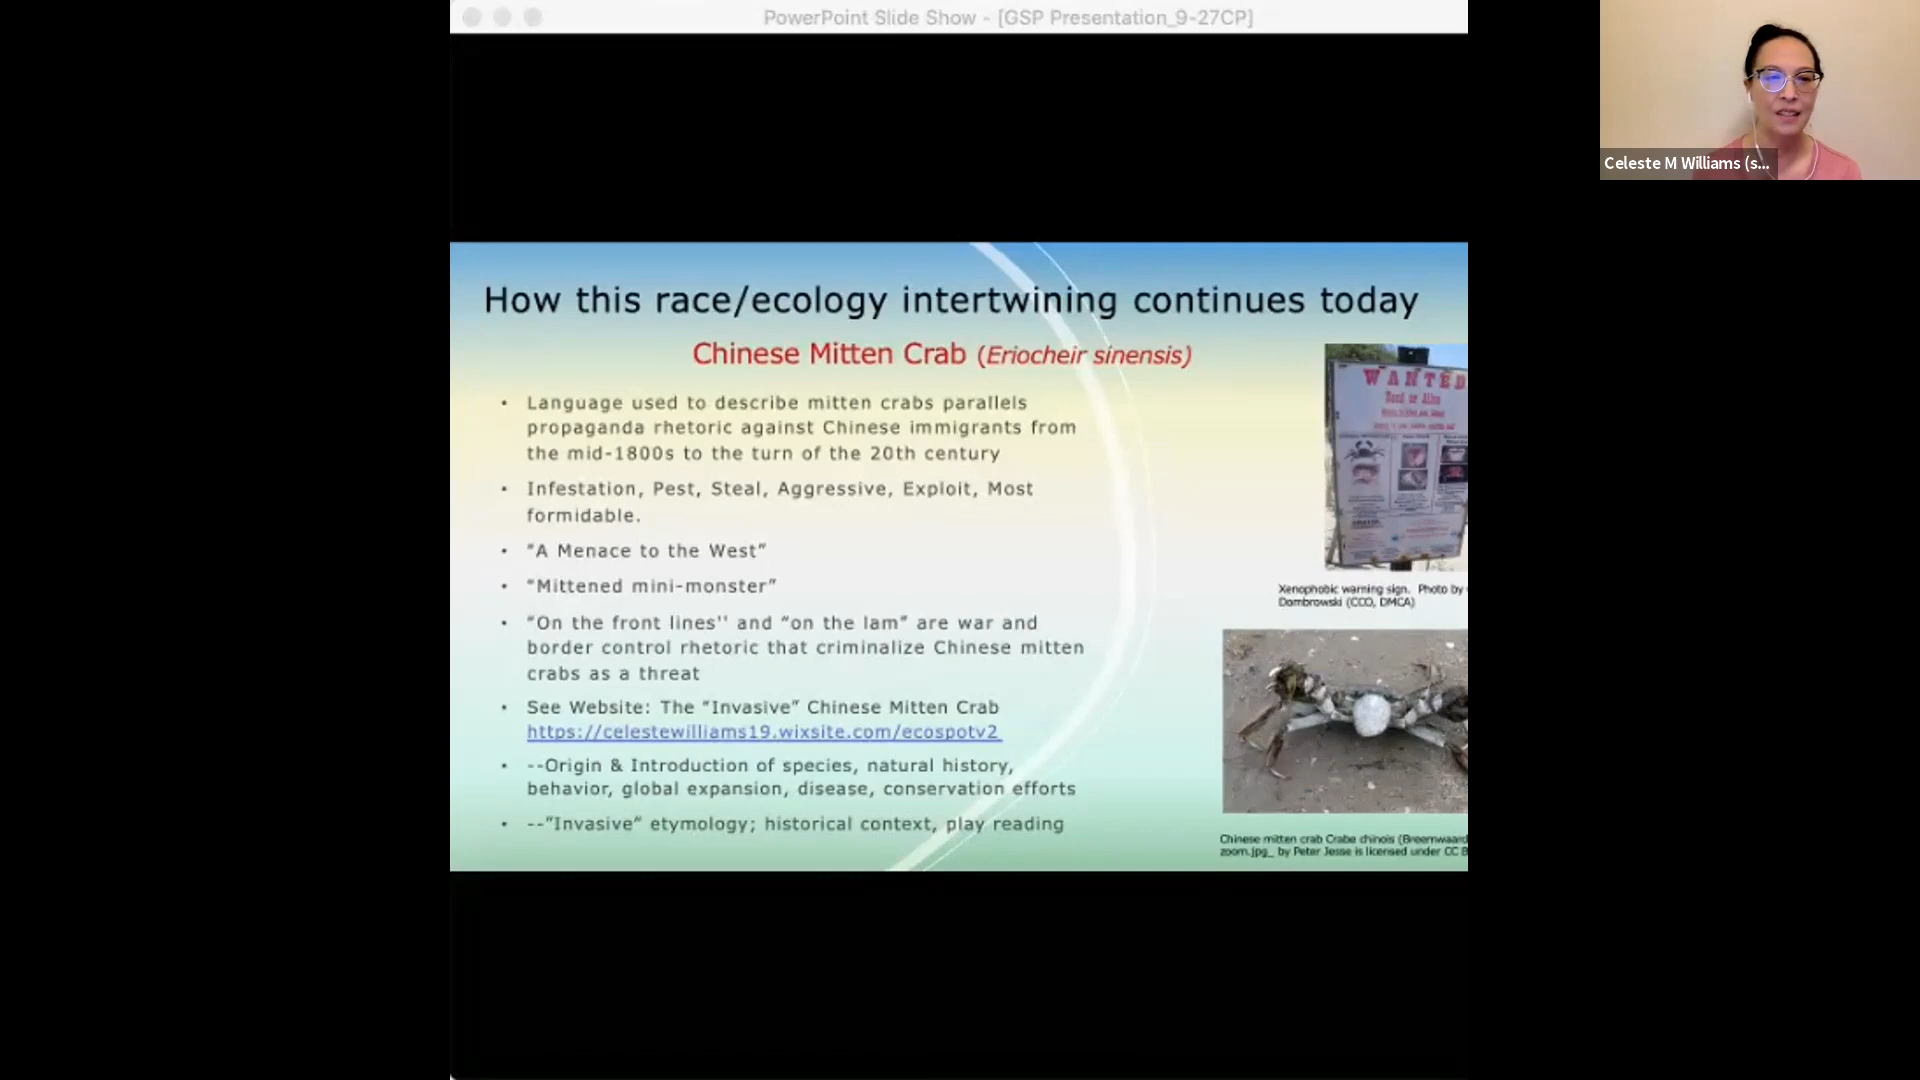 PowerPoint Slide Show - [GSP Presentation_9-27CP]
Celeste M Williams (s...
How this race/ecology intertwining continues today
Chinese Mitten Crab (Eriocheir sinensis)
• Language used to describe mitten crabs parallels
propaganda rhetoric against Chinese immigrants from
the mid-1800s to the turn of the 20th century
• Infestation, Pest, Steal, Aggressive, Exploit, Most
formidable.
• “A Menace to the West”
• “Mittened mini-monster”
• “On the front lines'' and “on the lam” are war and
border control rhetoric that criminalize Chinese mitten
crabs as a threat
• See Website: The “Invasive” Chinese Mitten Crab
https://celestewilliams19.wixsite.com/ecospotv2
• --Origin & Introduction of species, natural history,
behavior, global expansion, disease, conservation efforts
• --”Invasive” etymology; historical context, play reading
WANTED
Dead or Alive
Xenophobic warning sign. Photo by
Dombrowski (CCO, DMCA)
Chinese mitten crab Crabe chinois (Breemwaard
zoom.jpg_ by Peter Jesse is licensed under CC B